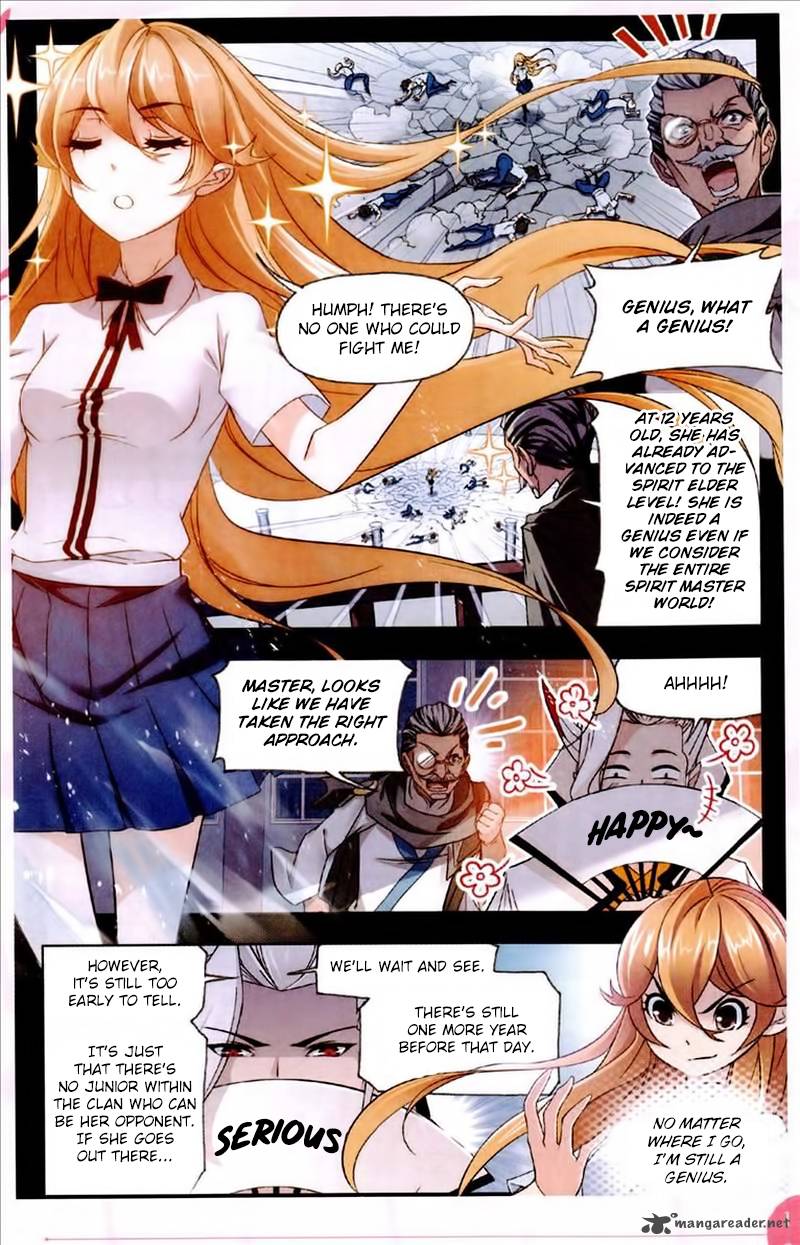 HUMPH! THERE'S
NO ONE WHO COULD
FIGHT ME!
GENIUS, WHAT
A GENIUS!
AT 12 YEARS
OLD, SHE HAS
ALREADY AD-
VANCED TO THE
SPIRIT ELDER
LEVEL! SHE IS
INDEED A
GENIUS EVEN IF
WE CONSIDER
THE ENTIRE
SPIRIT MASTER
WORLD!
MASTER, LOOKS
LIKE WE HAVE
TAKEN THE RIGHT
APPROACH.
AHHHH!
HAPPY~
HOWEVER,
IT'S STILL TOO
EARLY TO TELL.
IT'S JUST
THAT THERE'S
NO JUNIOR WITHIN
THE CLAN WHO CAN
BE HER OPPONENT.
IF SHE GOES
OUT THERE...
SERIOUS
WE'LL WAIT AND SEE.
THERE'S STILL
ONE MORE YEAR
BEFORE THAT DAY.
NO MATTER
WHERE I GO,
I'M STILL A
GENIUS.
1
mangareader.net